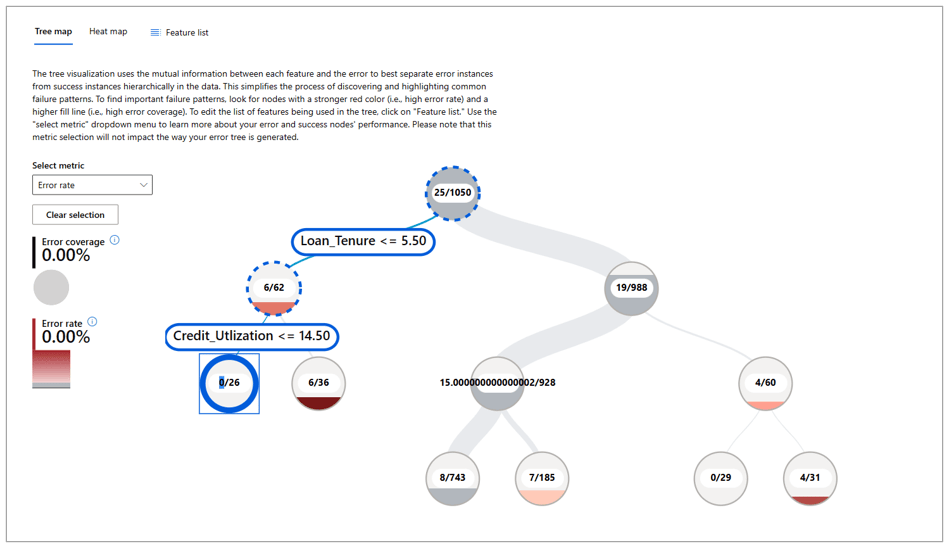 Tree map
Heat map
Feature list
The tree visualization uses the mutual information between each feature and the error to best separate error instances
from success instances hierarchically in the data. This simplifies the process of discovering and highlighting common
failure patterns. To find important failure patterns, look for nodes with a stronger red color (i.e., high error rate) and a
higher fill line (i.e., high error coverage). To edit the list of features being used in the tree, click on "Feature list." Use the
"select metric" dropdown menu to learn more about your error and success nodes' performance. Please note that this
metric selection will not impact the way your error tree is generated.
Select metric
Error rate
Clear selection
Error coverage
0.00%
Error rate
0.00%
25/1050
Loan_Tenure <= 5.50
6/62
19/988
Credit_Utlization <= 14.50
0/26
6/36
15.000000000000002/928
4/60
8/743
7/185
0/29
4/31